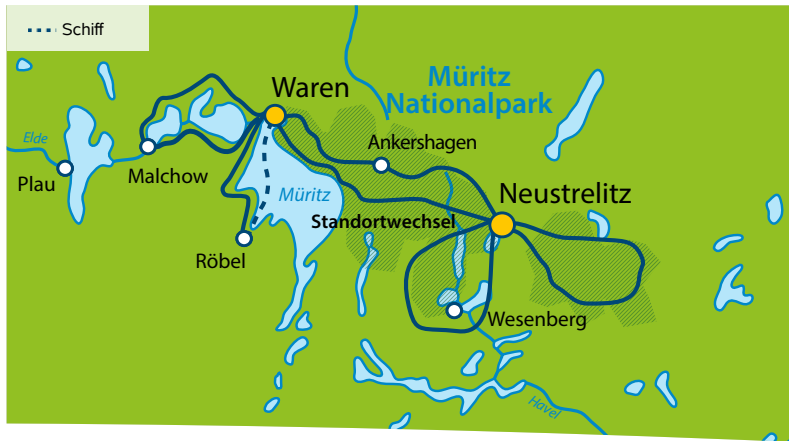 Schiff
Müritz
Nationalpark
Waren
Elde
Ankershagen
Plau
Malchow
Müritz
Neustrelitz
Standortwechsel
Röbel
Wesenberg
Havel